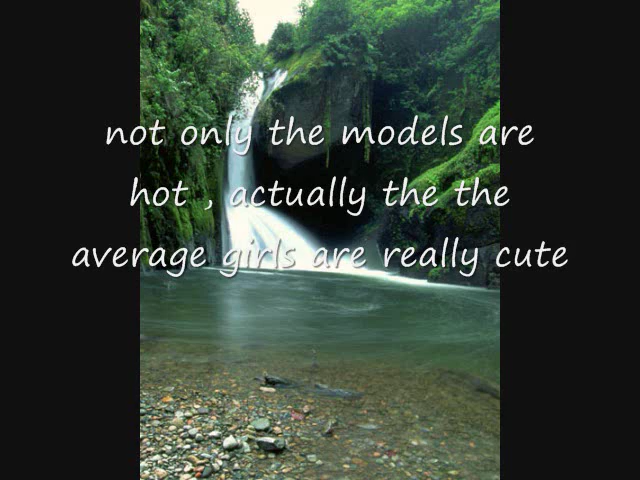 not only the models are
hot , actually the the
average girls are really cute